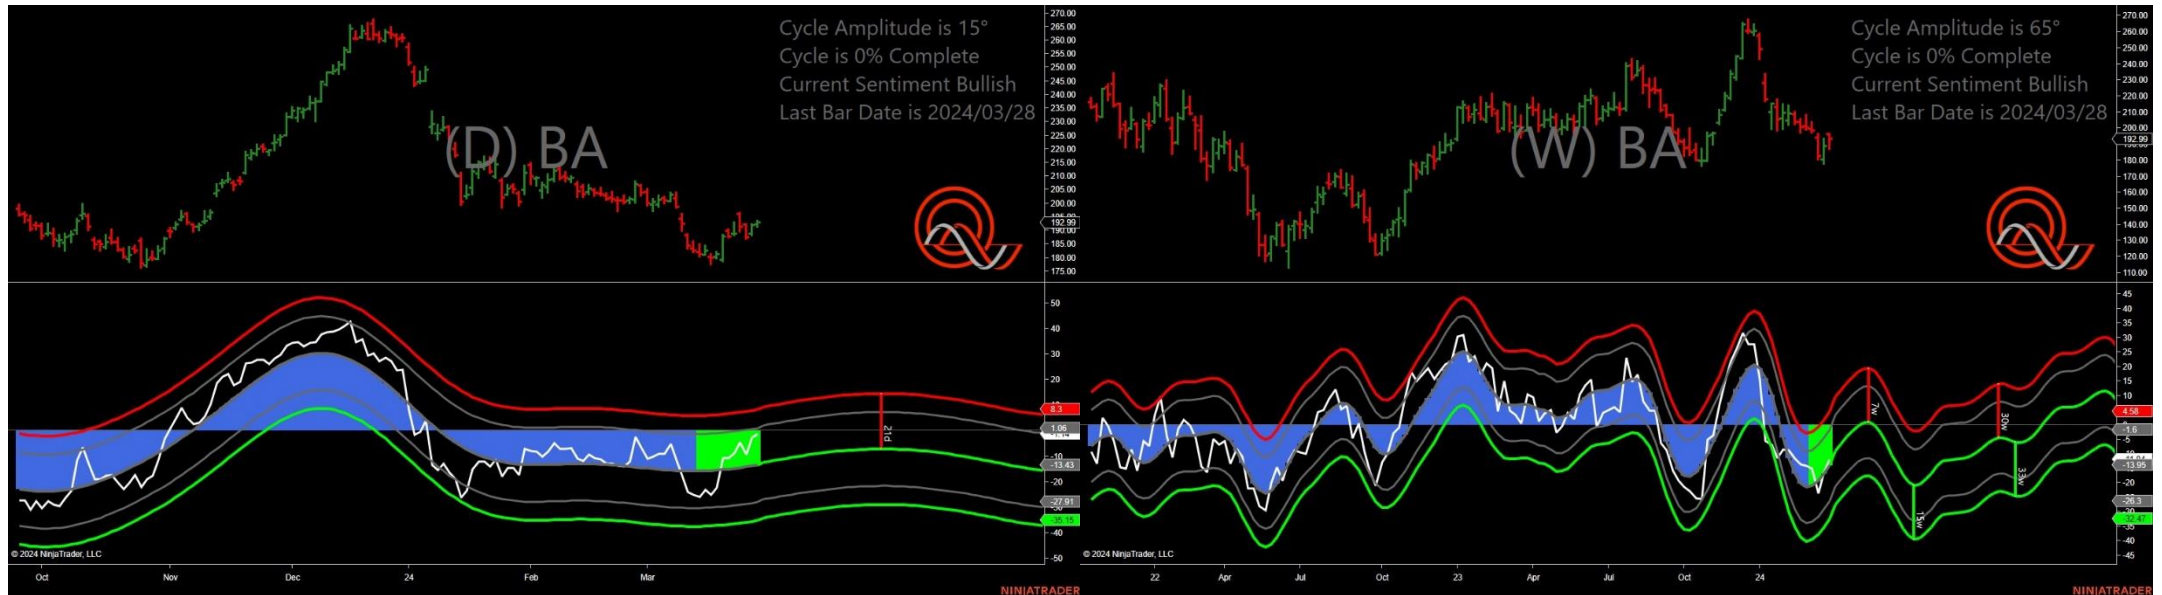 Cycle Amplitude is 15°
Cycle is 0% Complete
Current Sentiment Bullish
Last Bar Date is 2024/03/28
(D) BA
270.00
265.00
260.00
255.00
250.00
245.00
240.00
235.00
230.00
225.00
220.00
215.00
210.00
205.00
200.00
192.99
190.00
185.00
180.00
175.00
50
40
30
20
8.3
1.06
-10
-13.43
-27.91
-35.15
-40
-50
21d
© 2024 NinjaTrader, LLC
Oct
Nov
Dec
24
Feb
Mar
NINJATRADER
Cycle Amplitude is 65°
Cycle is 0% Complete
Current Sentiment Bullish
Last Bar Date is 2024/03/28
(W) BA
270.00
260.00
250.00
240.00
230.00
220.00
210.00
200.00
192.99
180.00
170.00
160.00
150.00
140.00
130.00
120.00
110.00
45
40
35
30
25
20
15
10
4.58
-1.6
-5
-13.95
-20
-26.3
-32.47
-40
-45
7w
15w
30w
33w
© 2024 NinjaTrader, LLC
22
Apr
Jul
Oct
23
Apr
Jul
Oct
24
NINJATRADER